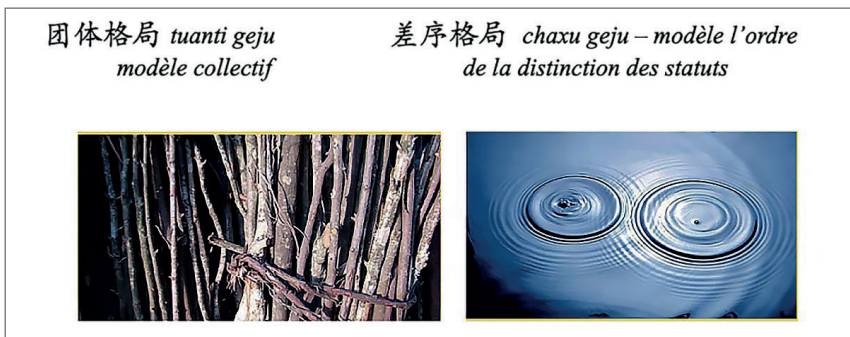 团体格局 tuanti geju
modèle collectif
差序格局 chaxu geju – modèle l'ordre
de la distinction des statuts